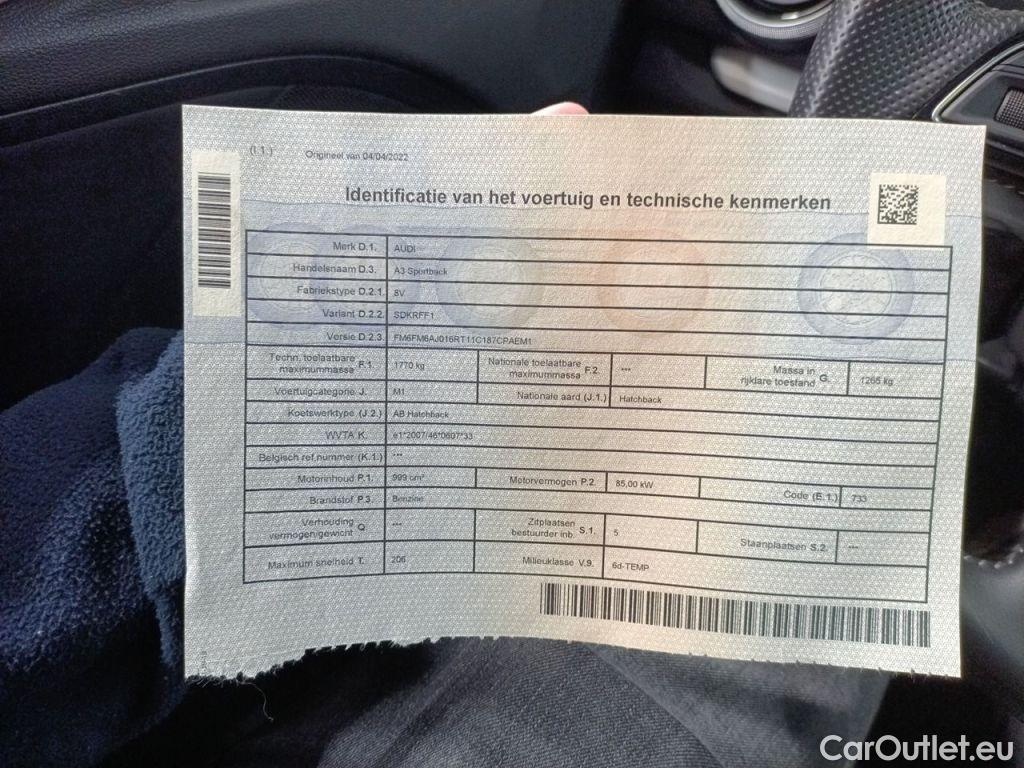 (I.1.) Origineel van 04/04/2022
Identificatie van het voertuig en technische kenmerken
Merk D.1. AUDI
Handelsnaam D.3. A3 Sportback
Fabriekstype D.2.1. 8V
Variant D.2.2. SDKRFF1
Versie D.2.3. FM6FM6AJ016RT11C187CPAEM1
Techn. toelaatbare maximummassa F.1. 1770 kg Nationale toelaatbare maximummassa F.2. --- Massa in rijklare toestand G. 1265 kg
Voertuigcategorie J. M1 Nationale aard (J.1.) Hatchback
Koetswerktype (J.2.) AB Hatchback
WVTA K. e1*2007/46*0607*33
Belgisch ref.nummer (K.1.) ---
Motorinhoud P.1. 999 cm³ Motorvermogen P.2. 85,00 kW Code (E.1.) 733
Brandstof P.3. Benzine
Verhouding vermogen/gewicht Q --- Zitplaatsen bestuurder inb. S.1. 5 Staanplaatsen S.2. ---
Maximum snelheid T. 206 Milieuklasse V.9. 6d-TEMP
CarOutlet.eu